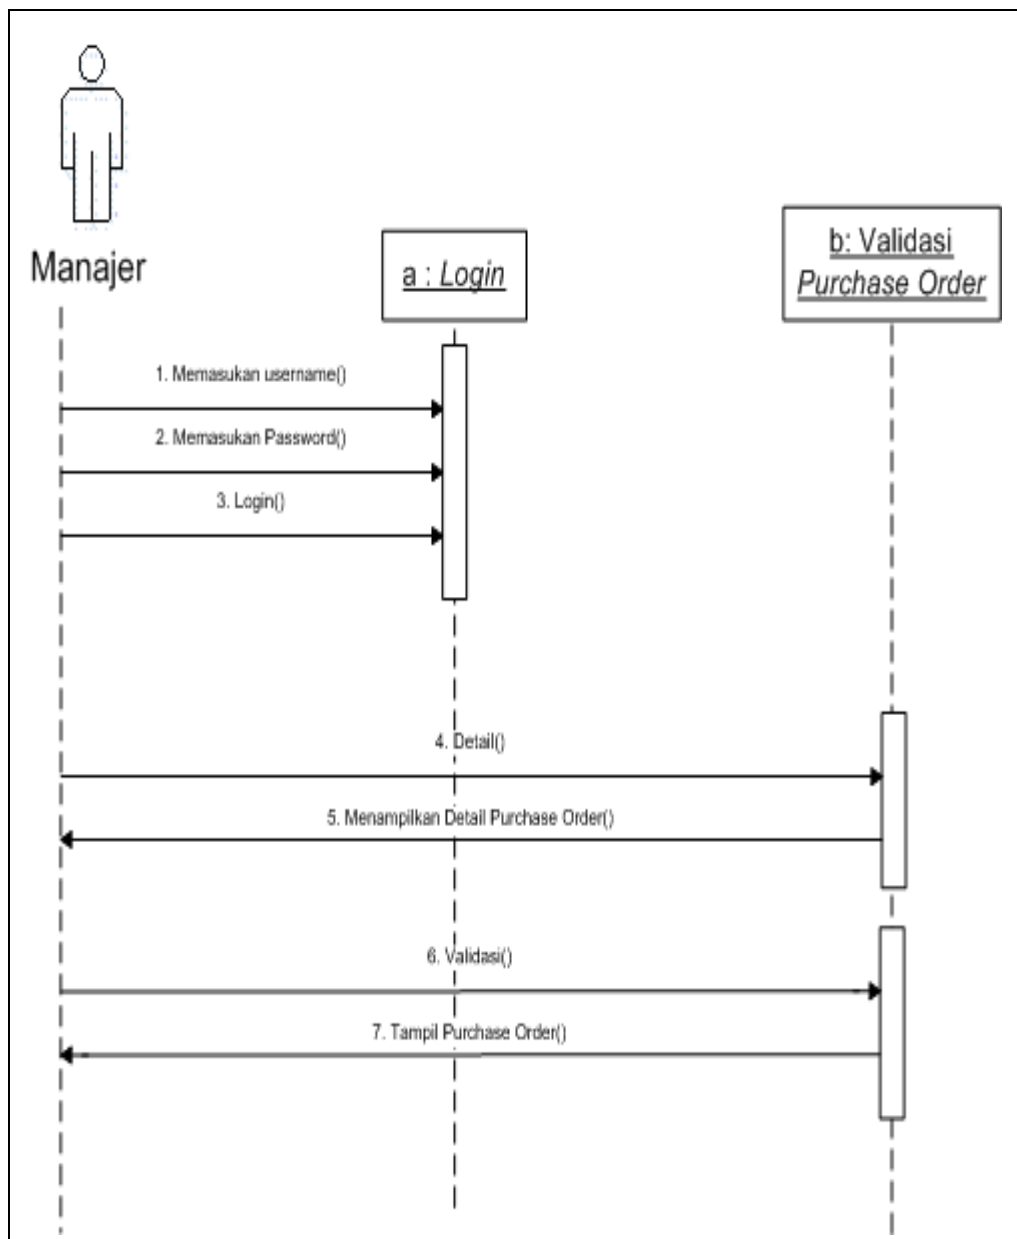 Manajer
a : Login
b: Validasi
Purchase Order
1. Memasukan username()
2. Memasukan Password()
3. Login()
4. Detail()
5. Menampilkan Detail Purchase Order()
6. Validasi()
7. Tampil Purchase Order()